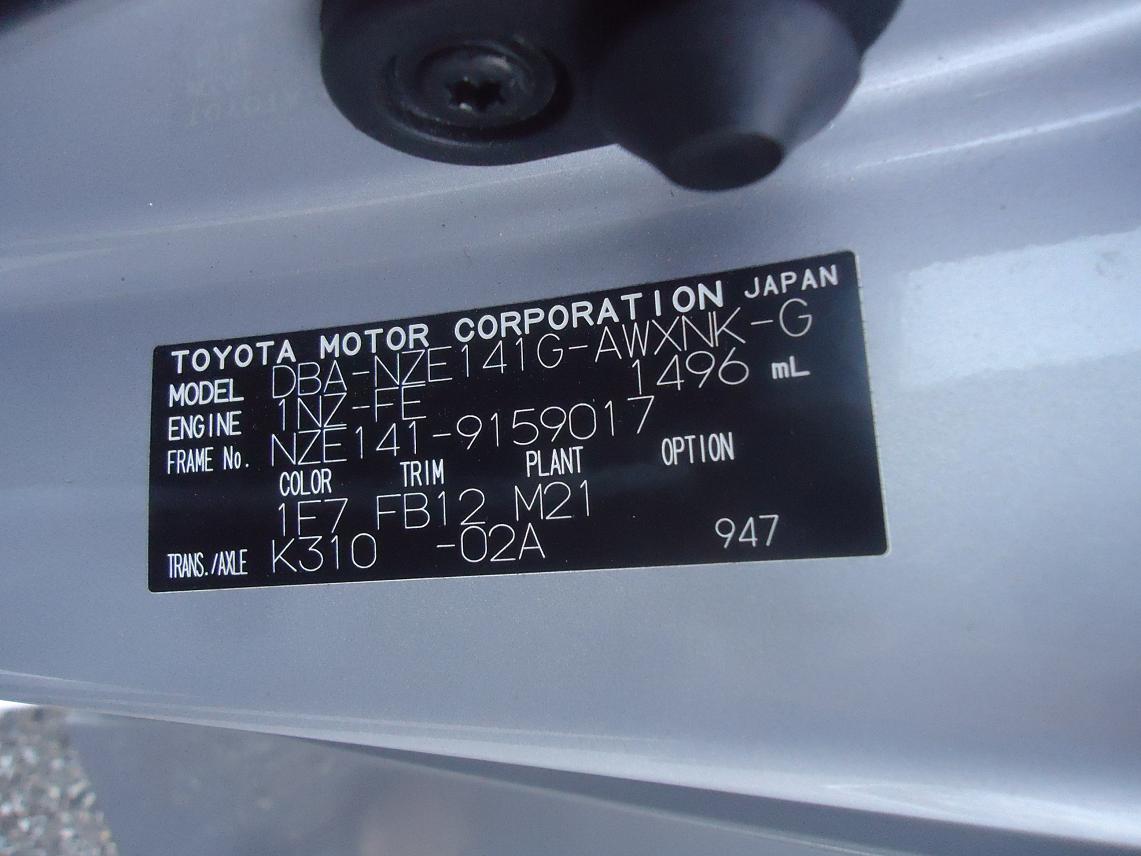 TOYOTA MOTOR CORPORATION JAPAN
MODEL DBA-NZE141G-AWXNK-G
ENGINE 1NZ-FE 1496 mL
FRAME No. NZE141-9159017
COLOR TRIM PLANT OPTION
1E7 FB12 M21
TRANS./AXLE K310 -02A 947